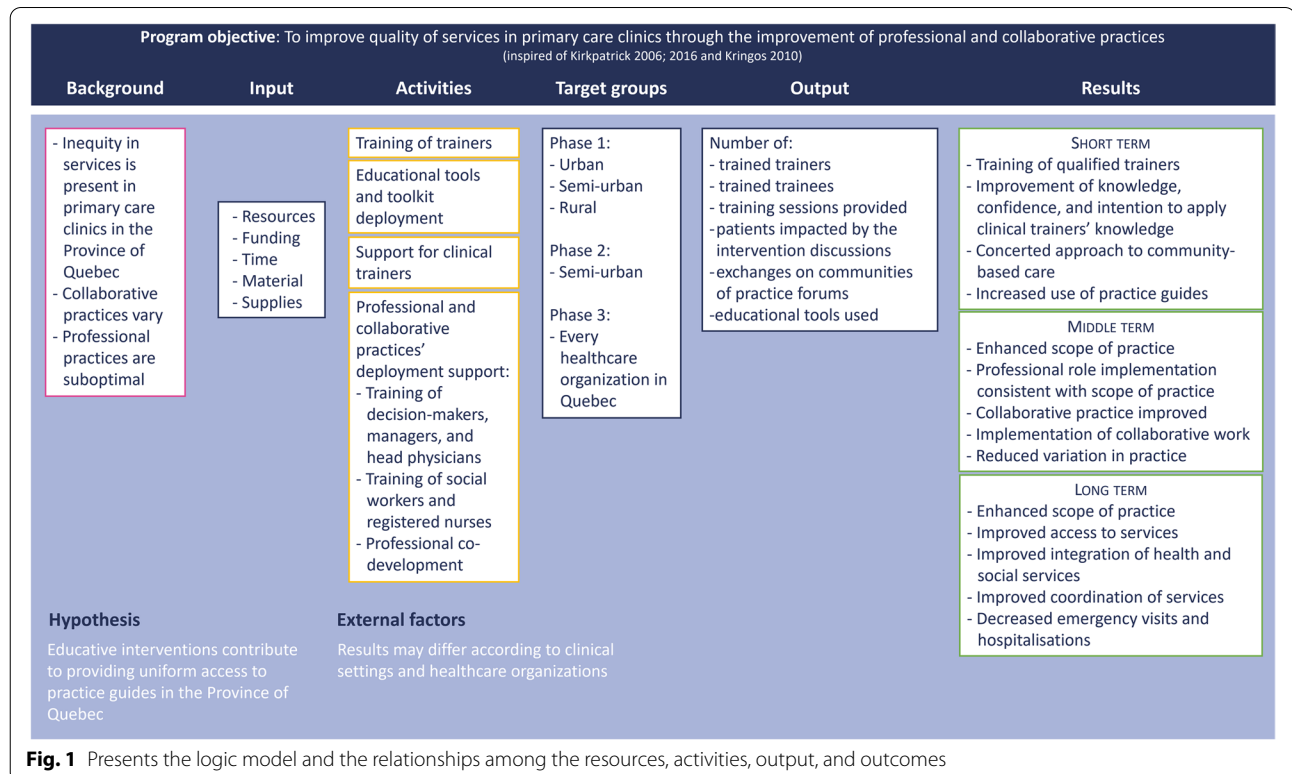 Program objective: To improve quality of services in primary care clinics through the improvement of professional and collaborative practices
(inspired of Kirkpatrick 2006; 2016 and Kringos 2010)
Background
Input
Activities
Target groups
Output
Results
- Inequity in
services is
present in
primary care
clinics in the
Province of
Quebec
- Collaborative
practices vary
- Professional
practices are
suboptimal
- Resources
- Funding
- Time
- Material
- Supplies
Training of trainers
Educational tools
and toolkit
deployment
Support for clinical
trainers
Professional and
collaborative
practices’
deployment support:
- Training of
decision-makers,
managers, and
head physicians
- Training of social
workers and
registered nurses
- Professional co-
development
Phase 1:
- Urban
- Semi-urban
- Rural
Phase 2:
- Semi-urban
Phase 3:
- Every
healthcare
organization in
Quebec
Number of:
- trained trainers
- trained trainees
- training sessions provided
-patients impacted by the
intervention discussions
-exchanges on communities
of practice forums
-educational tools used
SHORT TERM
- Training of qualified trainers
- Improvement of knowledge,
confidence, and intention to apply
clinical trainers’ knowledge
- Concerted approach to community-
based care
- Increased use of practice guides
MIDDLE TERM
- Enhanced scope of practice
- Professional role implementation
consistent with scope of practice
- Collaborative practice improved
- Implementation of collaborative work
- Reduced variation in practice
LONG TERM
- Enhanced scope of practice
- Improved access to services
- Improved integration of health and
social services
- Improved coordination of services
- Decreased emergency visits and
hospitalisations
Hypothesis
Educative interventions contribute
to providing uniform access to
practice guides in the Province of
Quebec
External factors
Results may differ according to clinical
settings and healthcare organizations
Fig. 1 Presents the logic model and the relationships among the resources, activities, output, and outcomes